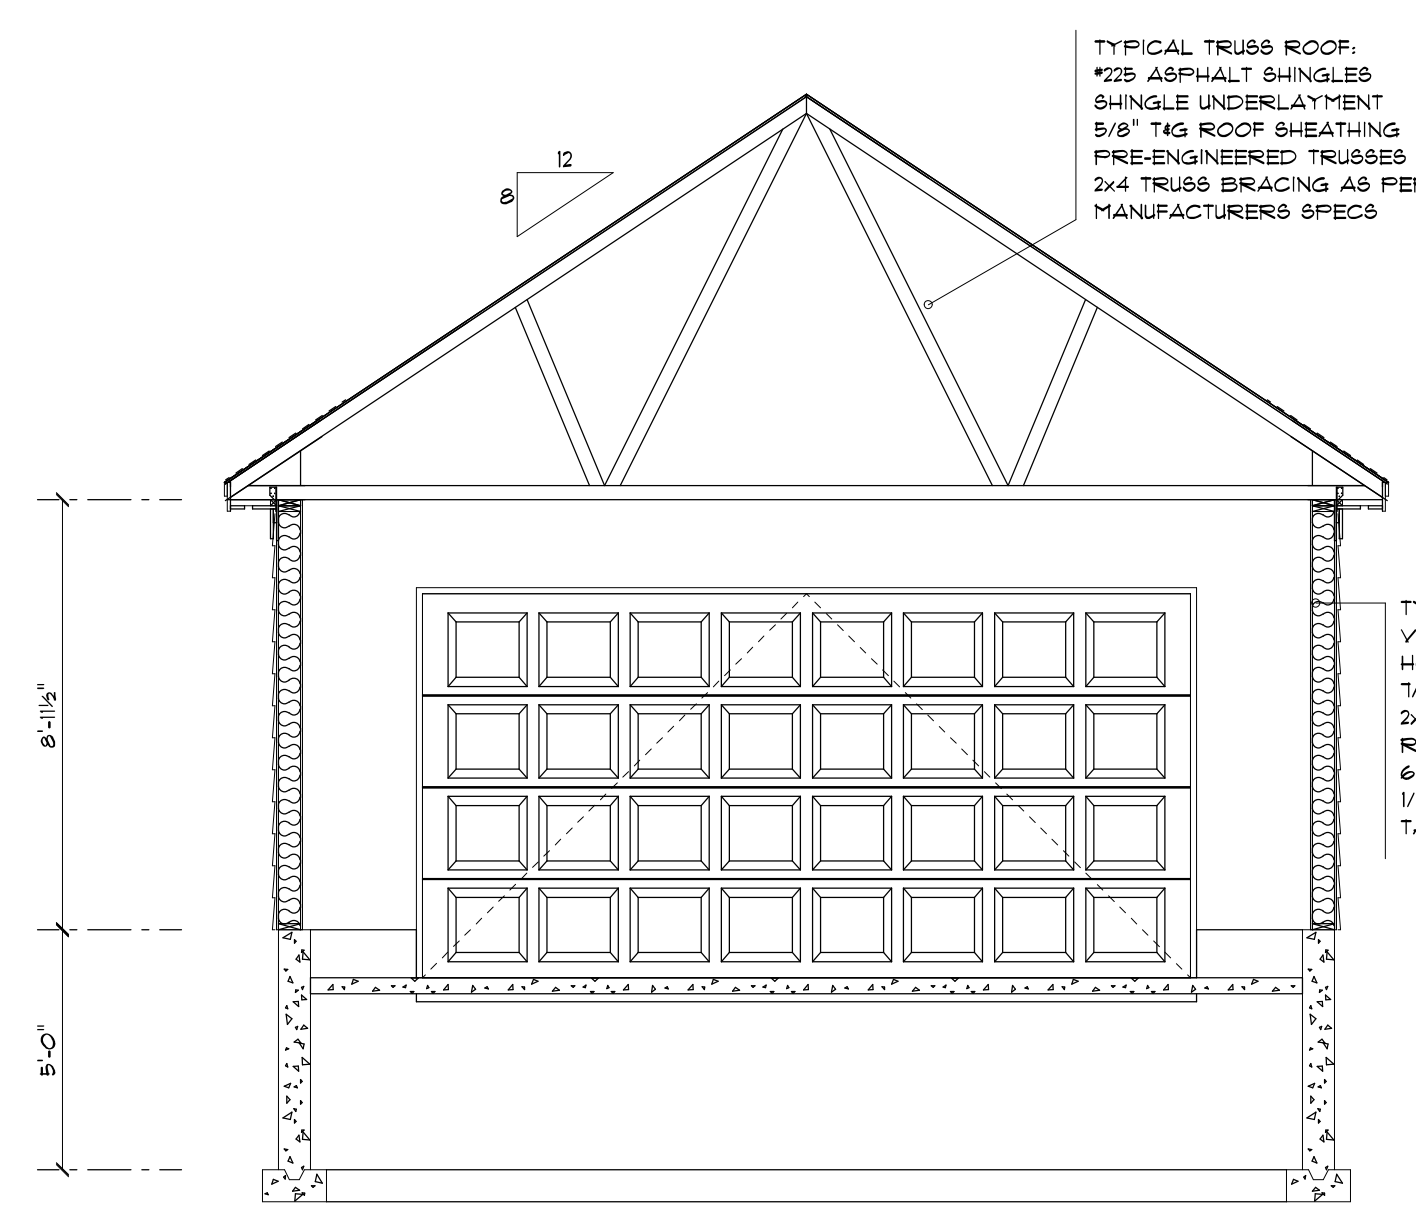 TYPICAL TRUSS ROOF:
#225 ASPHALT SHINGLES
SHINGLE UNDERLAYMENT
5/8" T&G ROOF SHEATHING
PRE-ENGINEERED TRUSSES
2x4 TRUSS BRACING AS
MANUFACTURERS SPECS
12
8
8'-11½"
5'-0"